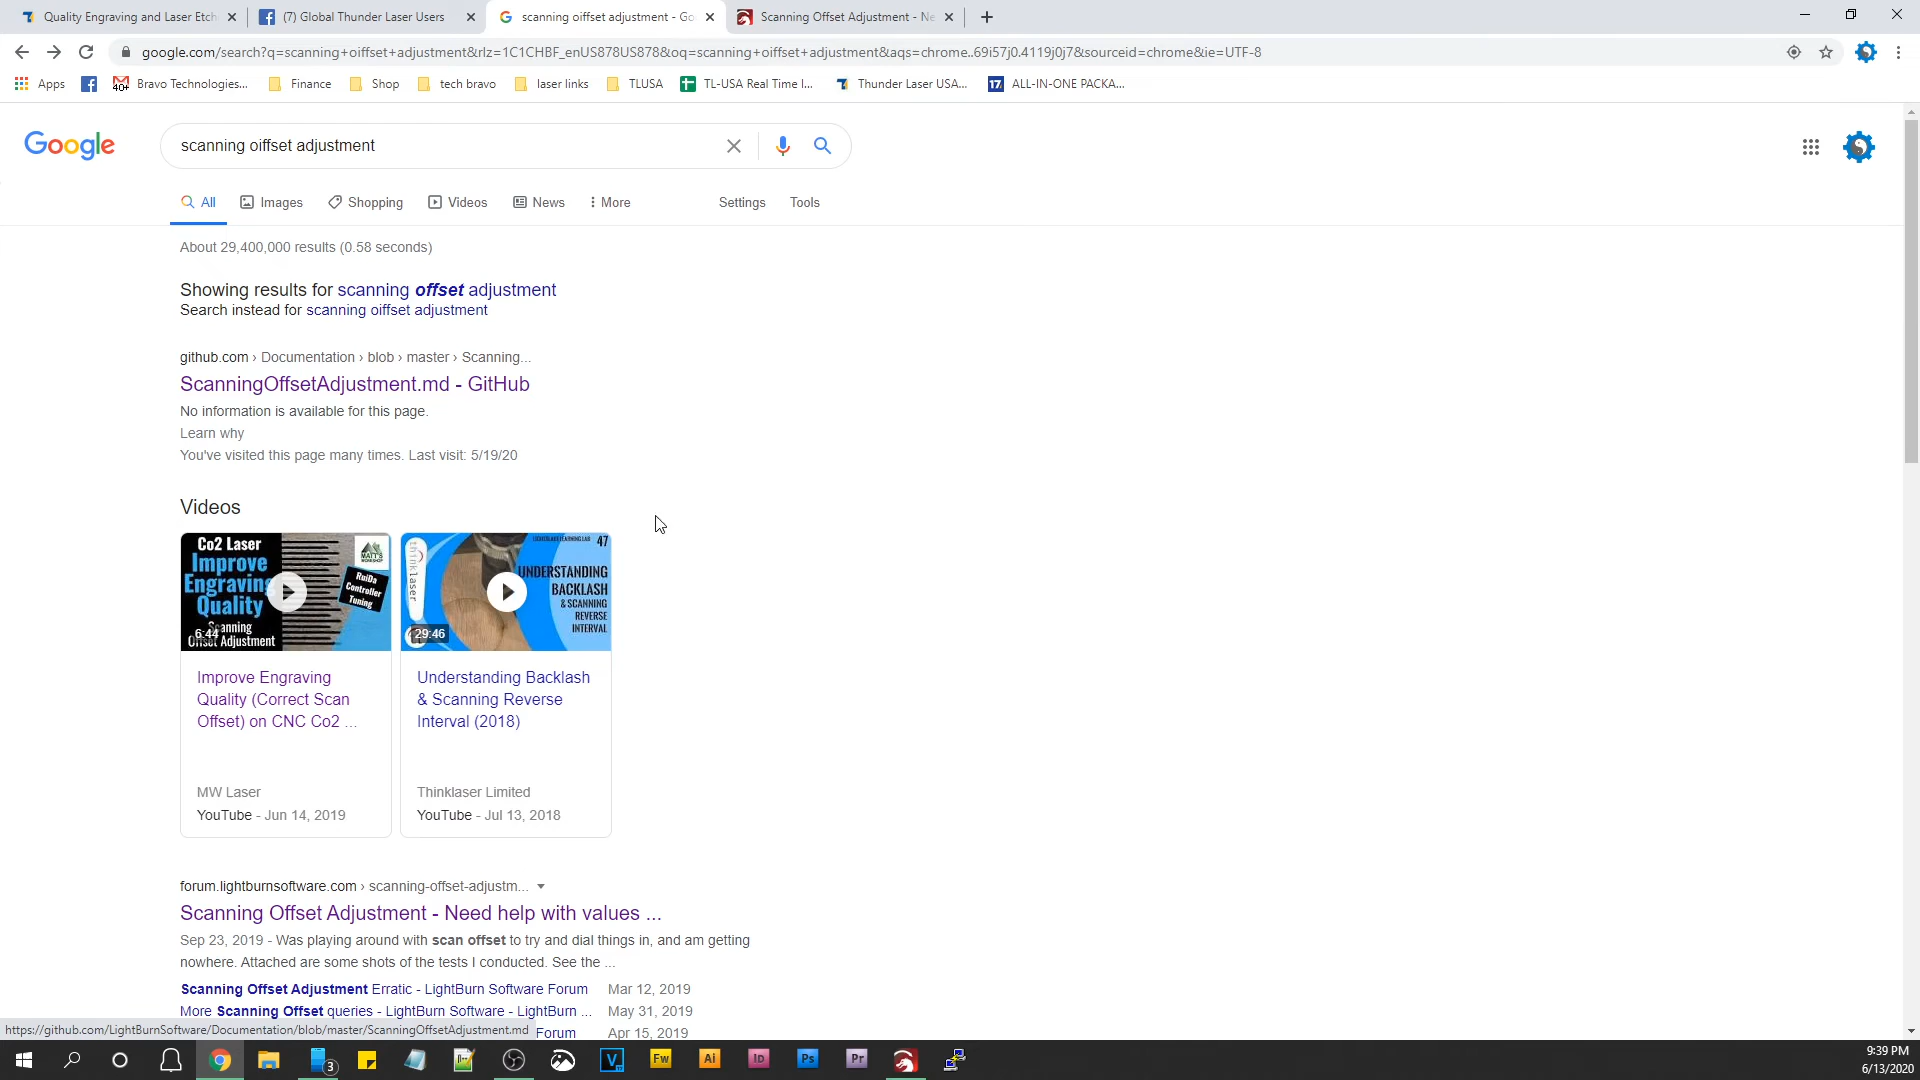 Quality Engraving and Laser Etch
(7) Global Thunder Laser Users
scanning oiffset adjustment - Go
Scanning Offset Adjustment - Ne
google.com/search?q=scanning+oiffset+adjustment&rlz=1C1CHBF_enUS878US878&oq=scanning+oiffset+adjustment&aqs=chrome..69i57j0.4119j0j7&sourceid=chrome&ie=UTF-8
Apps
40+
Bravo Technologies...
Finance
Shop
tech bravo
laser links
TLUSA
TL-USA Real Time I...
Thunder Laser USA...
17
ALL-IN-ONE PACKA...
Google
scanning oiffset adjustment
All
Images
Shopping
Videos
News
More
Settings
Tools
About 29,400,000 results (0.58 seconds)
Showing results for scanning offset adjustment
Search instead for scanning oiffset adjustment
github.com › Documentation › blob › master › Scanning...
ScanningOffsetAdjustment.md - GitHub
No information is available for this page.
Learn why
You've visited this page many times. Last visit: 5/19/20
Videos
Co2 Laser
Improve
Engraving
Quality
Scanning
Offset Adjustment
RuiDa
Controller
Tuning
6:44
thinklaser
47
UNDERSTANDING
BACKLASH
& SCANNING
REVERSE
INTERVAL
29:46
Improve Engraving
Quality (Correct Scan
Offset) on CNC Co2 ...
MW Laser
YouTube - Jun 14, 2019
Understanding Backlash
& Scanning Reverse
Interval (2018)
Thinklaser Limited
YouTube - Jul 13, 2018
forum.lightburnsoftware.com › scanning-offset-adjustm...
Scanning Offset Adjustment - Need help with values ...
Sep 23, 2019 - Was playing around with scan offset to try and dial things in, and am getting
nowhere. Attached are some shots of the tests I conducted. See the ...
Scanning Offset Adjustment Erratic - LightBurn Software Forum Mar 12, 2019
More Scanning Offset queries - LightBurn Software - LightBurn ... May 31, 2019
Forum Apr 15, 2019
https://github.com/LightBurnSoftware/Documentation/blob/master/ScanningOffsetAdjustment.md
3
V
Fw
Ai
Id
Ps
Pr
9:39 PM
6/13/2020